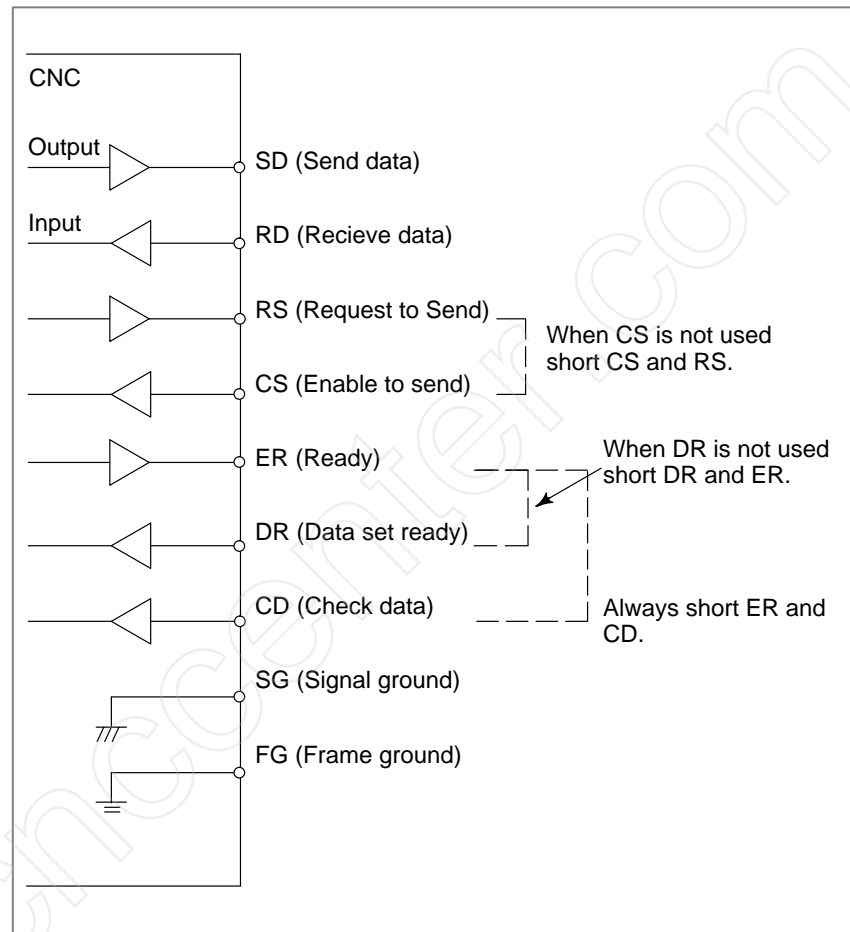 CNC
Output
SD (Send data)
Input
RD (Recieve data)
RS (Request to Send)
When CS is not used
short CS and RS.
CS (Enable to send)
ER (Ready)
When DR is not used
short DR and ER.
DR (Data set ready)
CD (Check data)
Always short ER and
CD.
SG (Signal ground)
FG (Frame ground)
enccenter.com